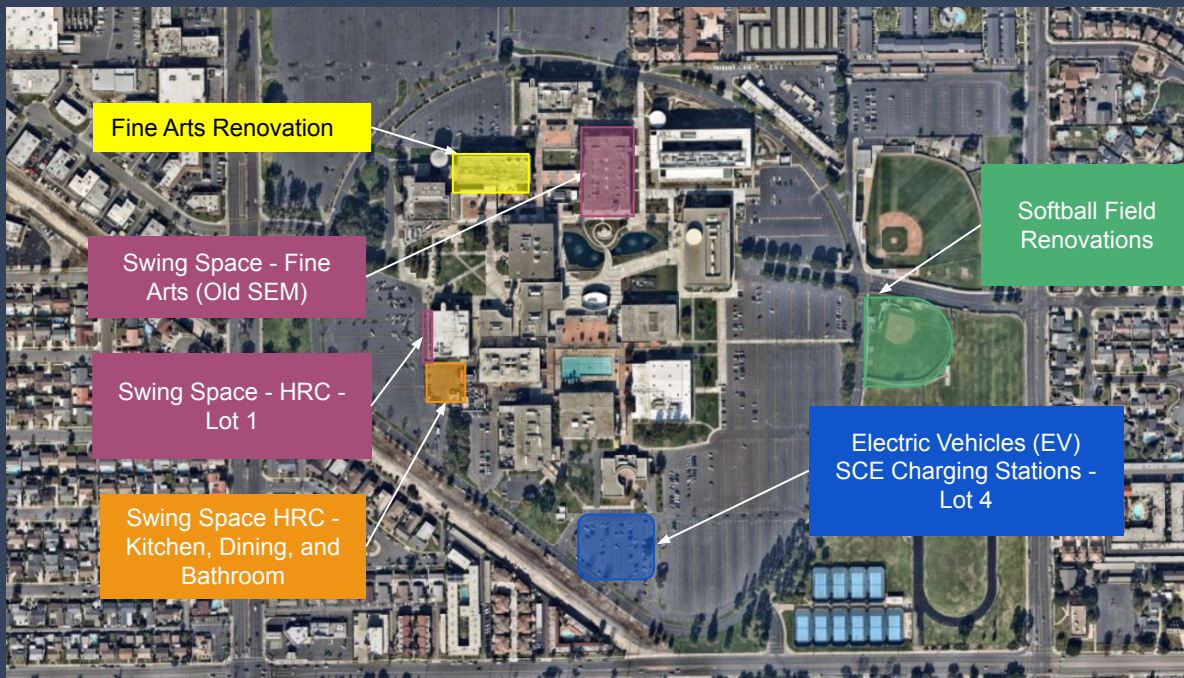 Fine Arts Renovation
Swing Space - Fine
Arts (Old SEM)
Swing Space - HRC -
Lot 1
Swing Space HRC -
Kitchen, Dining, and
Bathroom
Softball Field
Renovations
Electric Vehicles (EV)
SCE Charging Stations -
Lot 4